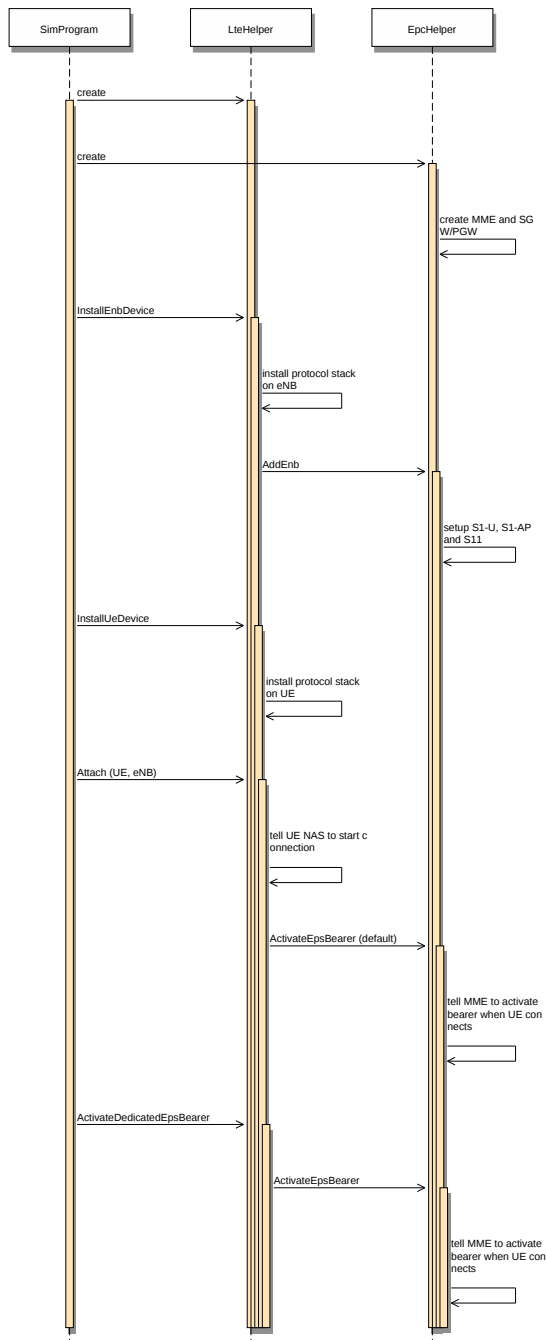 SimProgram
LteHelper
EpcHelper
create
create
create MME and SG
W/PGW
InstallEnbDevice
install protocol stack
on eNB
AddEnb
setup S1-U, S1-AP
and S11
InstallUeDevice
install protocol stack
on UE
Attach (UE, eNB)
tell UE NAS to start c
onnection
ActivateEpsBearer (default)
tell MME to activate
bearer when UE con
nects
ActivateDedicatedEpsBearer
ActivateEpsBearer
tell MME to activate
bearer when UE con
nects